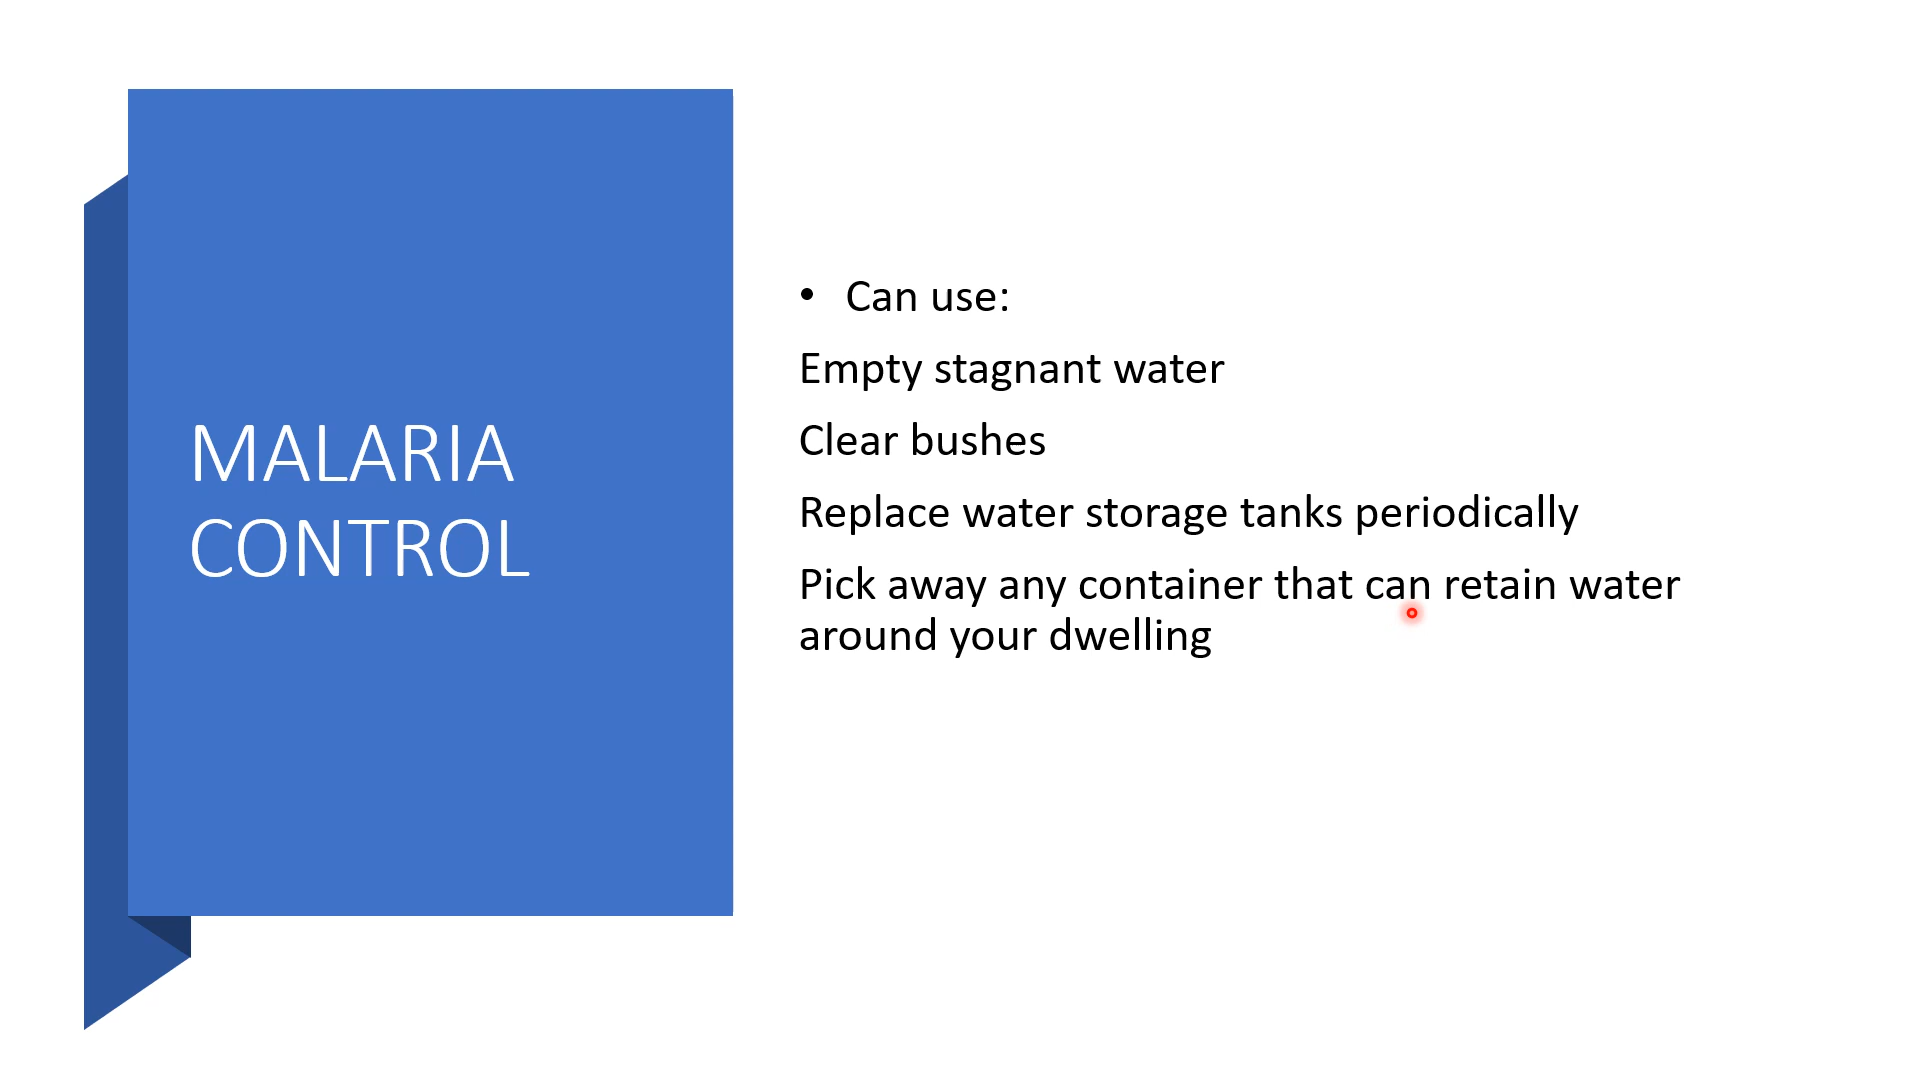 MALARIA
CONTROL
• Can use:
Empty stagnant water
Clear bushes
Replace water storage tanks periodically
Pick away any container that can retain water
around your dwelling